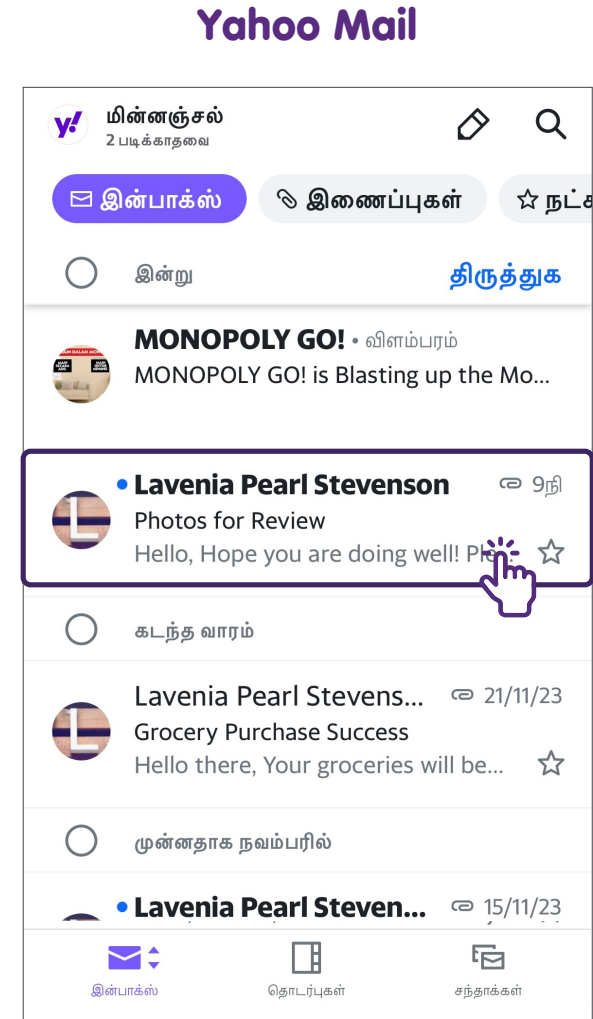 Yahoo Mail
y!
மின்னஞ்சல்
2 படிக்காதவை
இன்பாக்ஸ்
இணைப்புகள்
இன்று
திருத்துக
MONOPOLY GO! • விளம்பரம்
MONOPOLY GO! is Blasting up the Mo...
Lavenia Pearl Stevenson 9நி
Photos for Review
Hello, Hope you are doing well!
கடந்த வாரம்
Lavenia Pearl Stevens... 21/11/23
Grocery Purchase Success
Hello there, Your groceries will be...
முன்னதாக நவம்பரில்
Lavenia Pearl Steven... 15/11/23
இன்பாக்ஸ்
தொடர்புகள்
சந்தாக்கள்